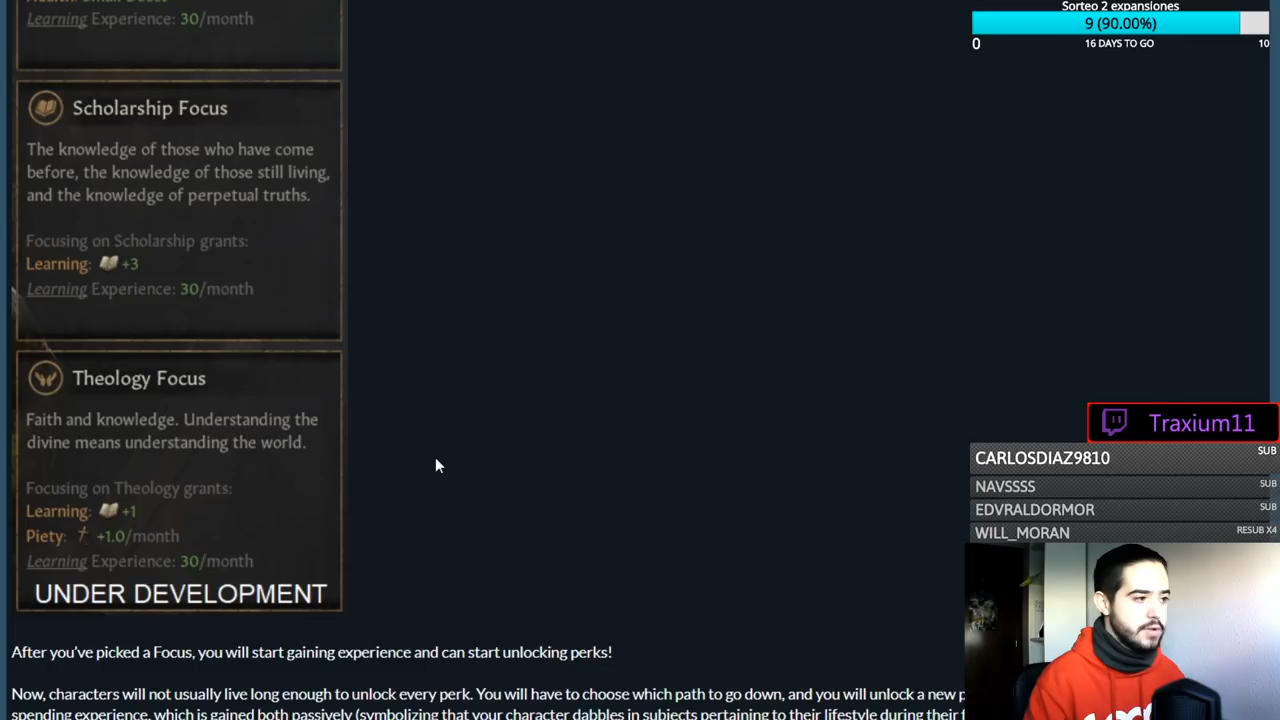 Learning Experience: 30/month
Sorteo 2 expansiones
9 (90.00%)
0 16 DAYS TO GO 10
Scholarship Focus
The knowledge of those who have come
before, the knowledge of those still living,
and the knowledge of perpetual truths.
Focusing on Scholarship grants:
Learning: +3
Learning Experience: 30/month
Theology Focus
Faith and knowledge. Understanding the
divine means understanding the world.
Focusing on Theology grants:
Learning: +1
Piety: +1.0/month
Learning Experience: 30/month
UNDER DEVELOPMENT
Traxium11
CARLOSDIAZ9810 SUB
NAVSSSS SUB
EDVRALDORMOR SUB
WILL_MORAN RESUB X4
After you've picked a Focus, you will start gaining experience and can start unlocking perks!
Now, characters will not usually live long enough to unlock every perk. You will have to choose which path to go down, and you will unlock a new
spending experience, which is gained both passively (symbolizing that your character dabbles in subjects pertaining to their lifestyle during their